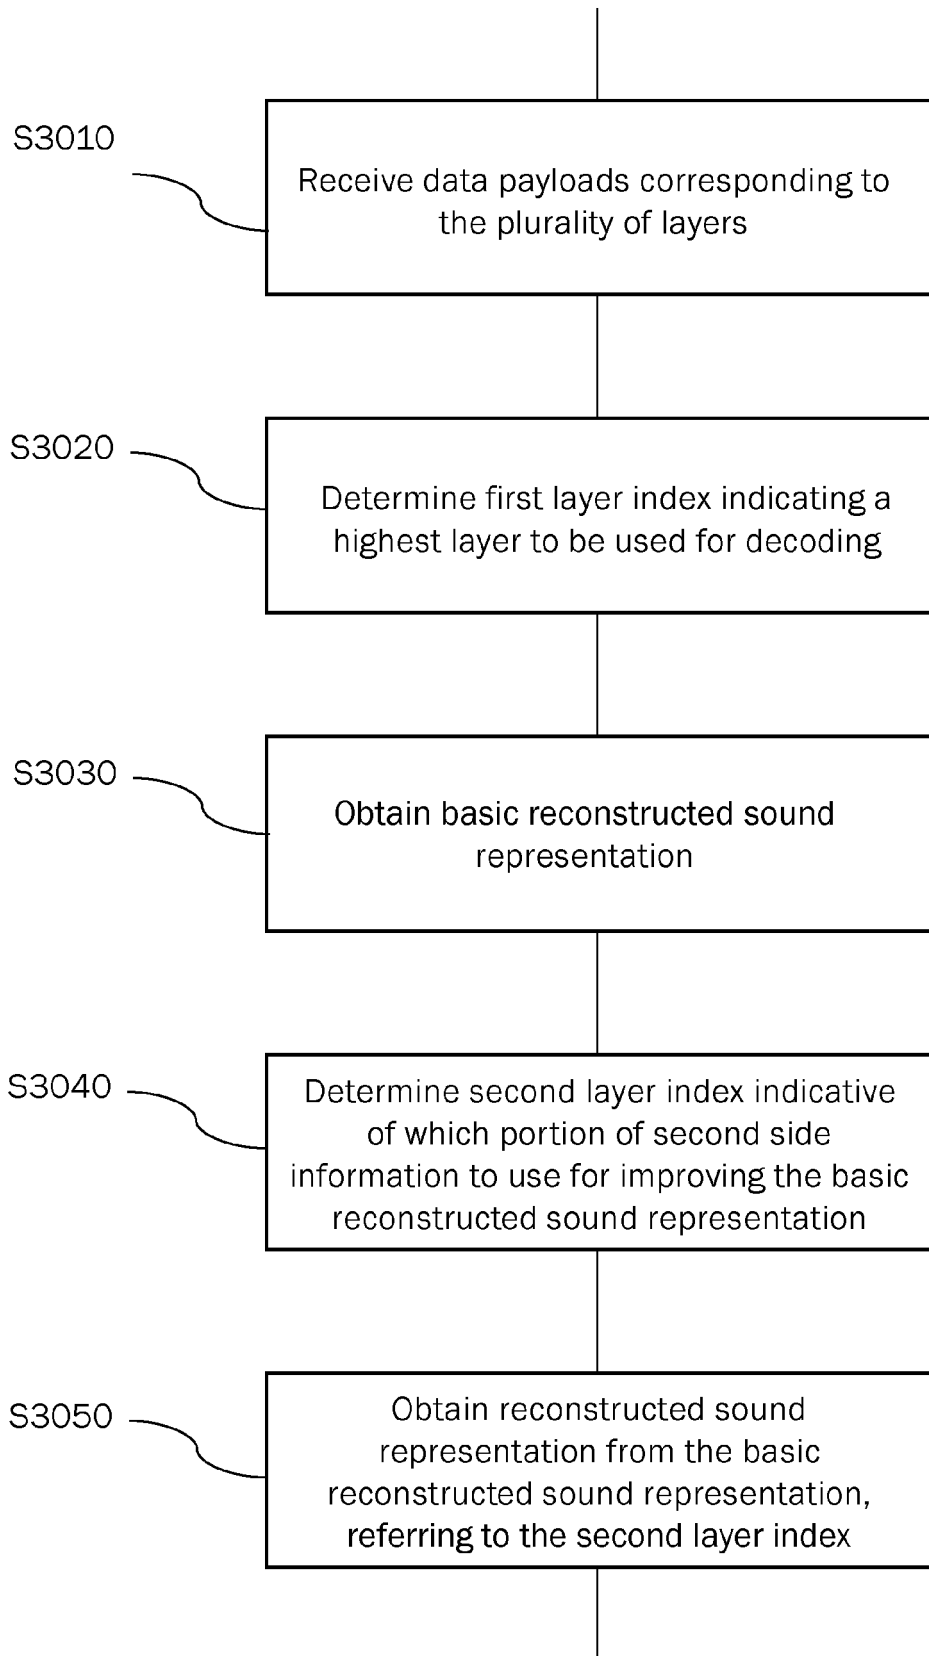 S3010
Receive data payloads corresponding to
the plurality of layers
S3020
Determine first layer index indicating a
highest layer to be used for decoding
S3030
Obtain basic reconstructed sound
representation
S3040
Determine second layer index indicative
of which portion of second side
information to use for improving the basic
reconstructed sound representation
S3050
Obtain reconstructed sound
representation from the basic
reconstructed sound representation,
referring to the second layer index